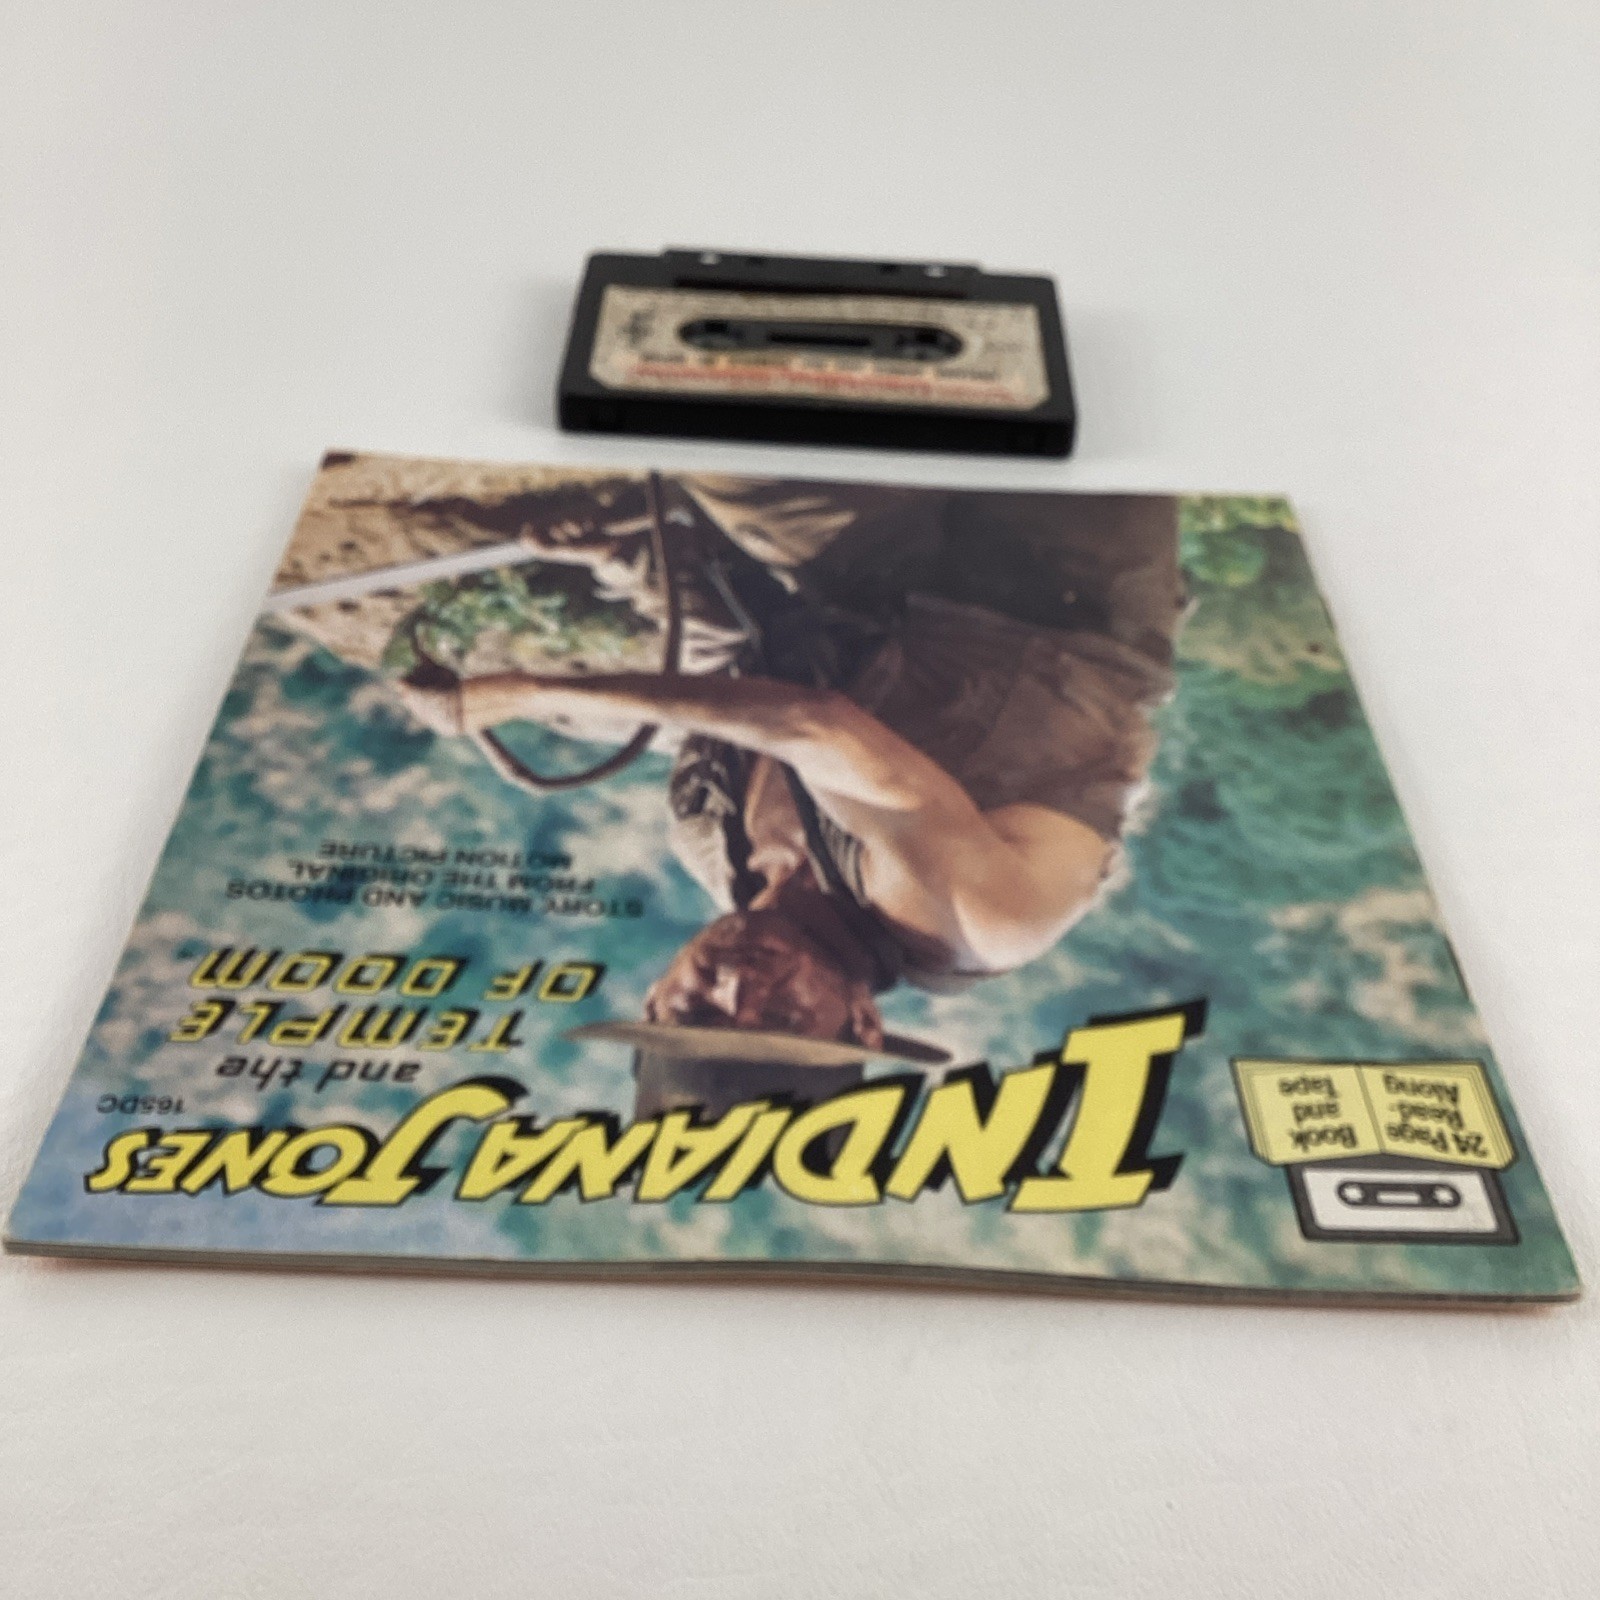 24 Page
Read-
Along
Book
and
Tape
INDIANA JONES
165DC
and the
TEMPLE
OF DOOM
STORY, MUSIC AND PHOTOS
FROM THE ORIGINAL
MOTION PICTURE